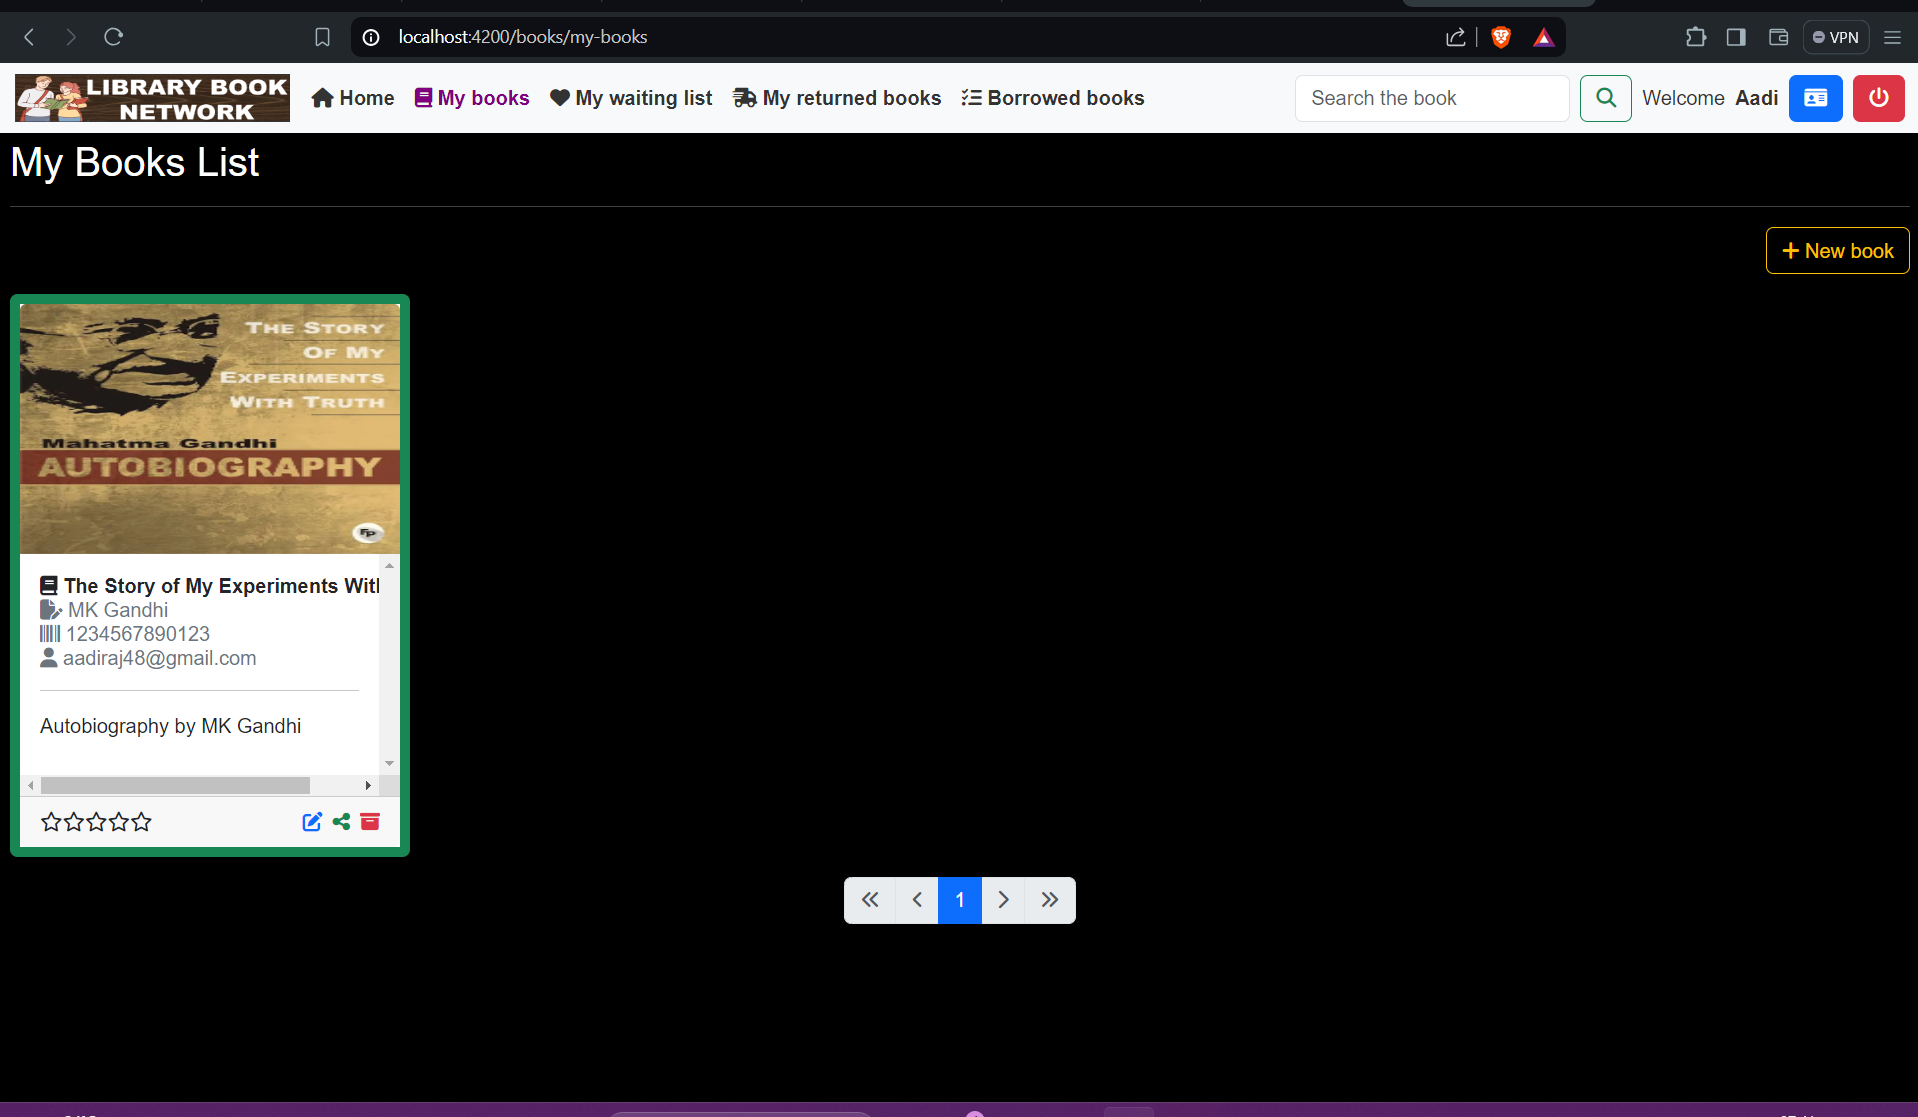 localhost:4200/books/my-books
VPN
LIBRARY BOOK
NETWORK
Home My books My waiting list My returned books Borrowed books
Search the book
Welcome Aadi
My Books List
New book
THE STORY
OF MY
EXPERIMENTS
WITH TRUTH
Mahatma Gandhi
AUTOBIOGRAPHY
FP
The Story of My Experiments Wit
MK Gandhi
1234567890123
aadiraj48@gmail.com
Autobiography by MK Gandhi
1